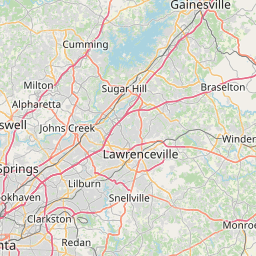 Gainesville
Cumming
Milton
Sugar Hill
Braselton
Alpharetta
swell
Johns Creek
Winder
Lawrenceville
Springs
Lilburn
ookhaven
Snellville
Clarkston
Monroe
Redan
nta